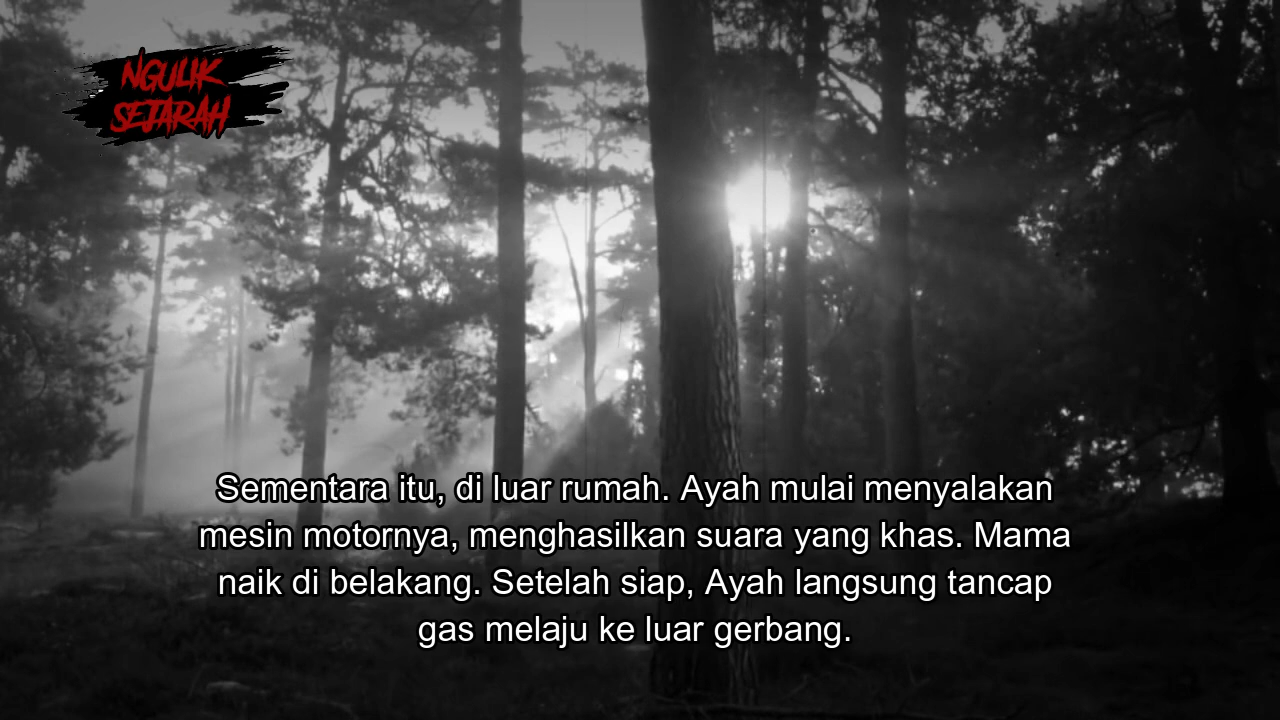 NGULIK
SEJARAH
Sementara itu, di luar rumah. Ayah mulai menyalakan
mesin motornya, menghasilkan suara yang khas. Mama
naik di belakang. Setelah siap, Ayah langsung tancap
gas melaju ke luar gerbang.